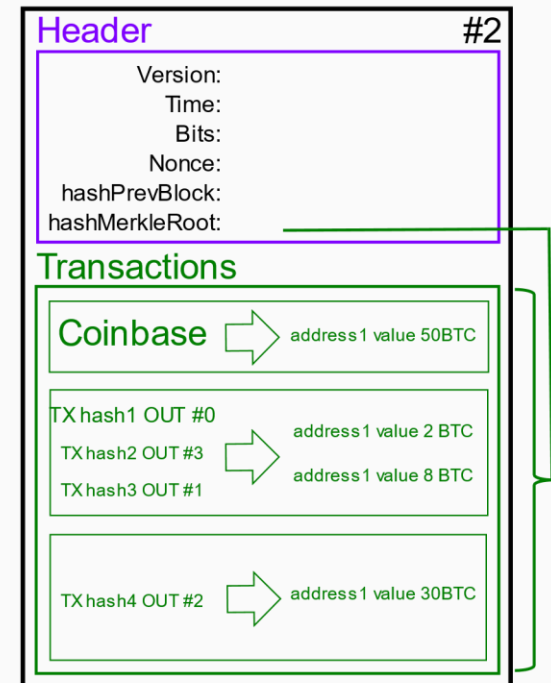 Header #2
Version:
Time:
Bits:
Nonce:
hashPrevBlock:
hashMerkleRoot:
Transactions
Coinbase address1 value 50BTC
TX hash1 OUT #0
TX hash2 OUT #3
TX hash3 OUT #1
address1 value 2 BTC
address1 value 8 BTC
TX hash4 OUT #2 address1 value 30BTC